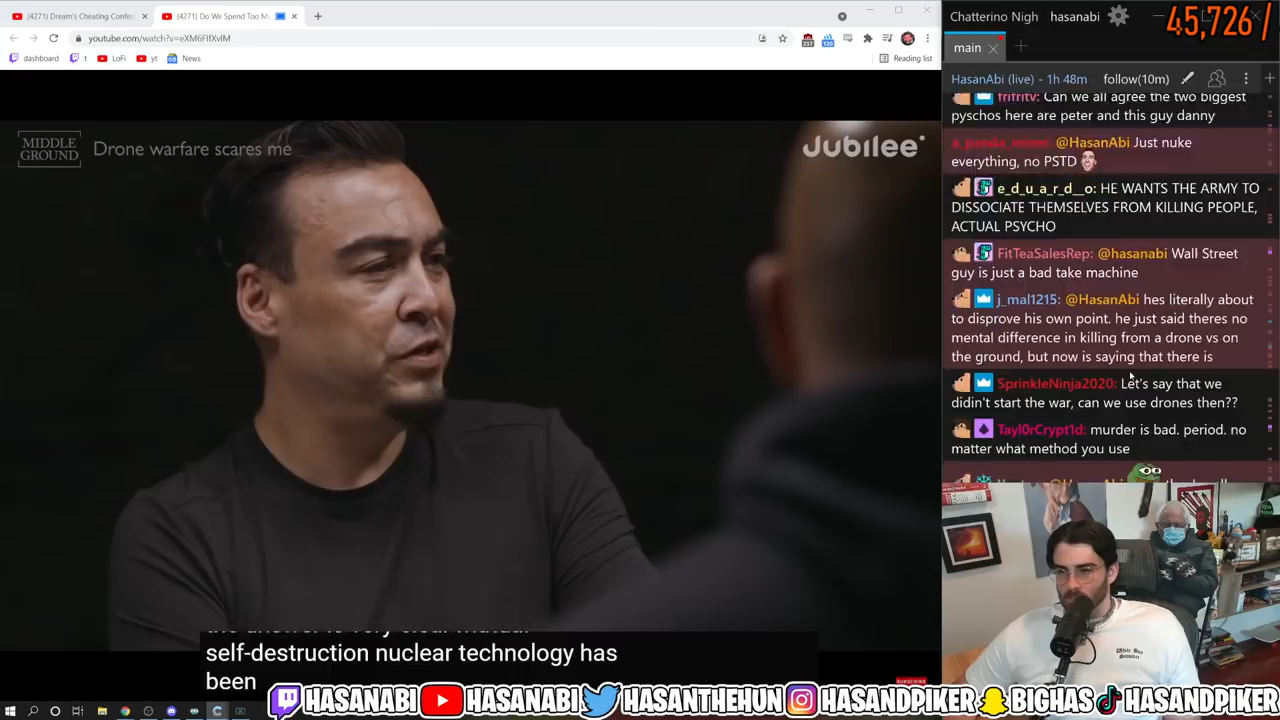 (4271) Dream's Cheating Confes
(4271) Do We Spend Too M
youtube.com/watch?v=eXM6FIfXvlM
dashboard
t
LoFi
yt
News
Reading list
MIDDLE
GROUND
Drone warfare scares me
Jubilee
self-destruction nuclear technology has
been
SUBSCRIBE
Chatterino Nigh
hasanabi
45,726 /
main
HasanAbi (live) - 1h 48m
follow(10m)
frifritv: Can we all agree the two biggest
pyschos here are peter and this guy danny
@HasanAbi Just nuke
everything, no PSTD
e_d_u_a_r_d__o: HE WANTS THE ARMY TO
DISSOCIATE THEMSELVES FROM KILLING PEOPLE,
ACTUAL PSYCHO
FitTeaSalesRep: @hasanabi Wall Street
guy is just a bad take machine
j_mal1215: @HasanAbi hes literally about
to disprove his own point. he just said theres no
mental difference in killing from a drone vs on
the ground, but now is saying that there is
SprinkleNinja2020: Let's say that we
didin't start the war, can we use drones then??
Tayl0rCrypt1d: murder is bad. period. no
matter what method you use
HASANABI
HASANABI
HASANTHEHUN
HASANDPIKER
BIGHAS
HASANDPIKER